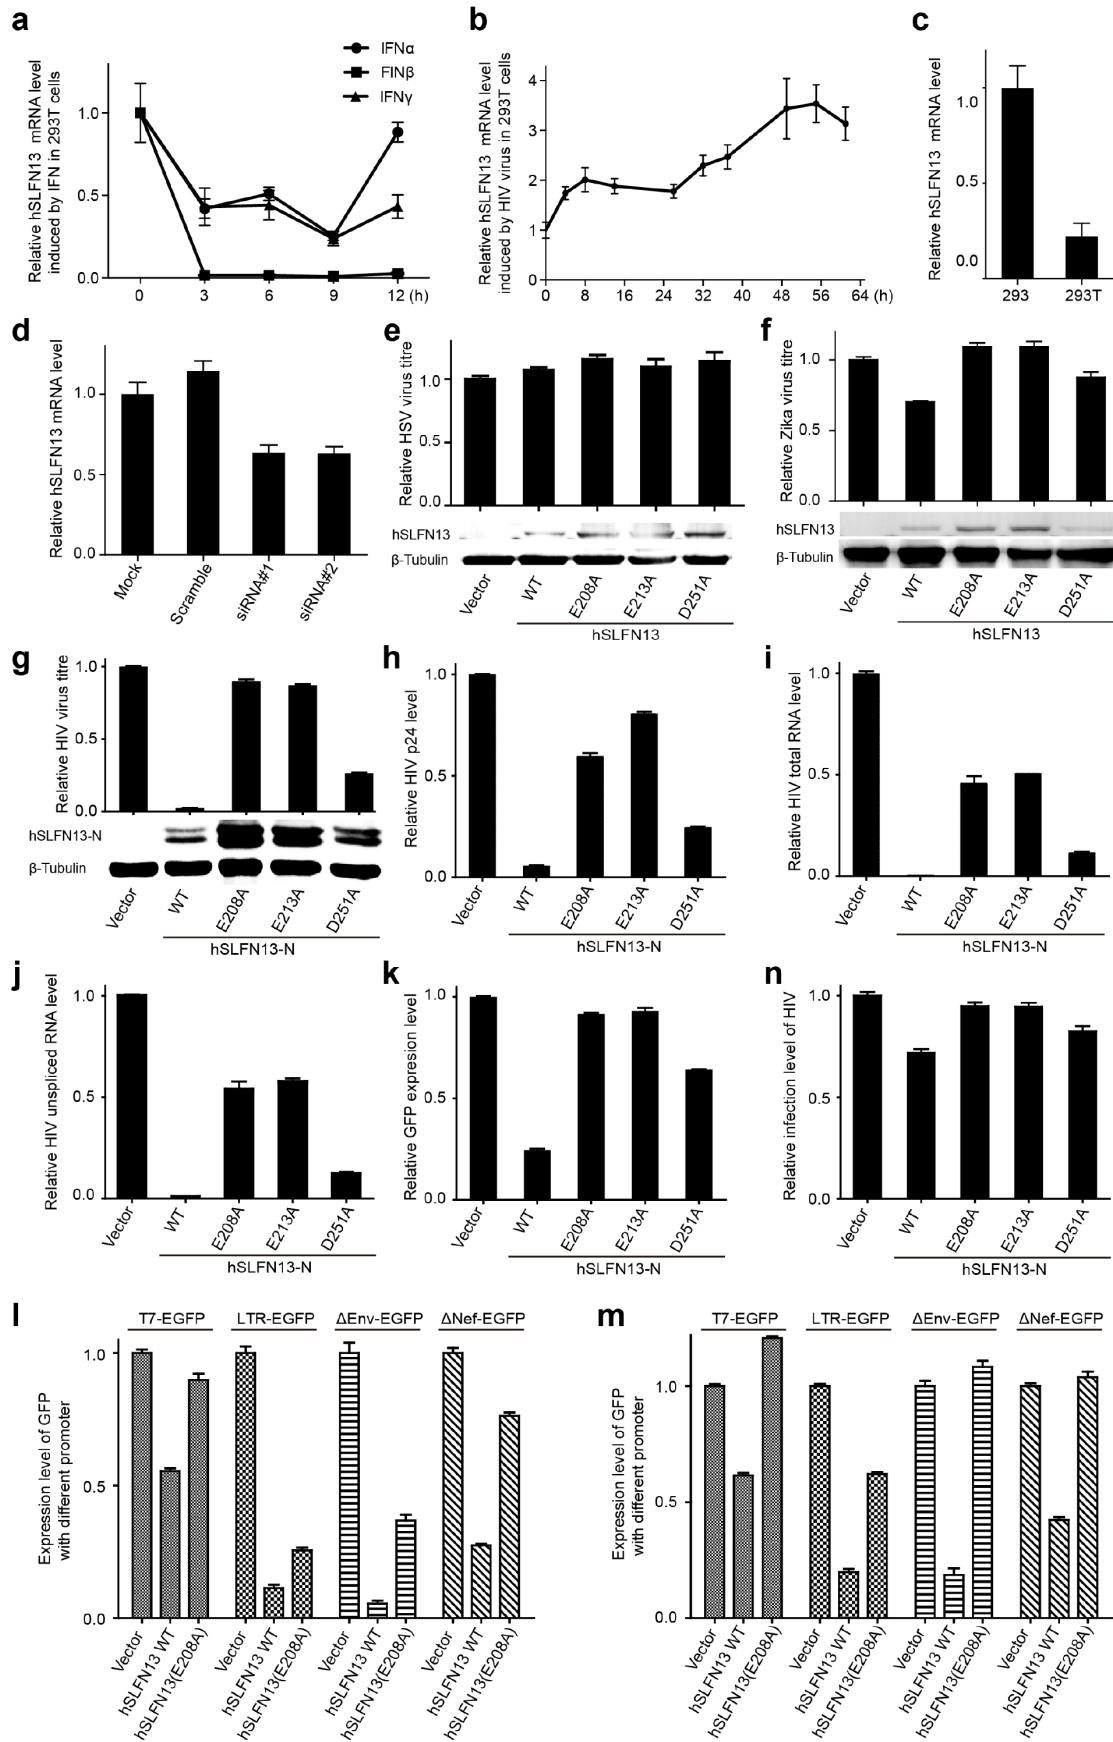 a
Relative hSLFN13 mRNA level
induced by IFN in 293T cells
IFNα
FINβ
IFNγ
1.0
0.5
0.0
0 3 6 9 12 (h)
b
Relative hSLFN13 mRNA level
induced by HIV virus in 293T cells
4
3
2
1
0
0 8 16 24 32 40 48 56 64 (h)
c
Relative hSLFN13 mRNA level
1.0
0.5
0.0
293 293T
d
Relative hSLFN13 mRNA level
1.0
0.5
0.0
Mock Scramble siRNA#1 siRNA#2
e
Relative HSV virus titre
1.0
0.5
0.0
hSLFN13
β-Tubulin
Vector WT E208A E213A D251A
hSLFN13
f
Relative Zika virus titre
1.0
0.5
0.0
hSLFN13
β-Tubulin
Vector WT E208A E213A D251A
hSLFN13
g
Relative HIV virus titre
1.0
0.5
0.0
hSLFN13-N
β-Tubulin
Vector WT E208A E213A D251A
hSLFN13-N
h
Relative HIV p24 level
1.0
0.5
0.0
Vector WT E208A E213A D251A
hSLFN13-N
i
Relative HIV total RNA level
1.0
0.5
0.0
Vector WT E208A E213A D251A
hSLFN13-N
j
Relative HIV unspliced RNA level
1.0
0.5
0.0
Vector WT E208A E213A D251A
hSLFN13-N
k
Relative GFP expression level
1.0
0.5
0.0
Vector WT E208A E213A D251A
hSLFN13-N
n
Relative infection level of HIV
1.0
0.5
0.0
Vector WT E208A E213A D251A
hSLFN13-N
l
T7-EGFP LTR-EGFP ΔEnv-EGFP ΔNef-EGFP
Expression level of GFP
with different promoter
1.0
0.5
0.0
Vector hSLFN13 WT hSLFN13(E208A) Vector hSLFN13 WT hSLFN13(E208A) Vector hSLFN13 WT hSLFN13(E208A) Vector hSLFN13 WT hSLFN13(E208A)
m
T7-EGFP LTR-EGFP ΔEnv-EGFP ΔNef-EGFP
Expression level of GFP
with different promoter
1.0
0.5
0.0
Vector hSLFN13 WT hSLFN13(E208A) Vector hSLFN13 WT hSLFN13(E208A) Vector hSLFN13 WT hSLFN13(E208A) Vector hSLFN13 WT hSLFN13(E208A)